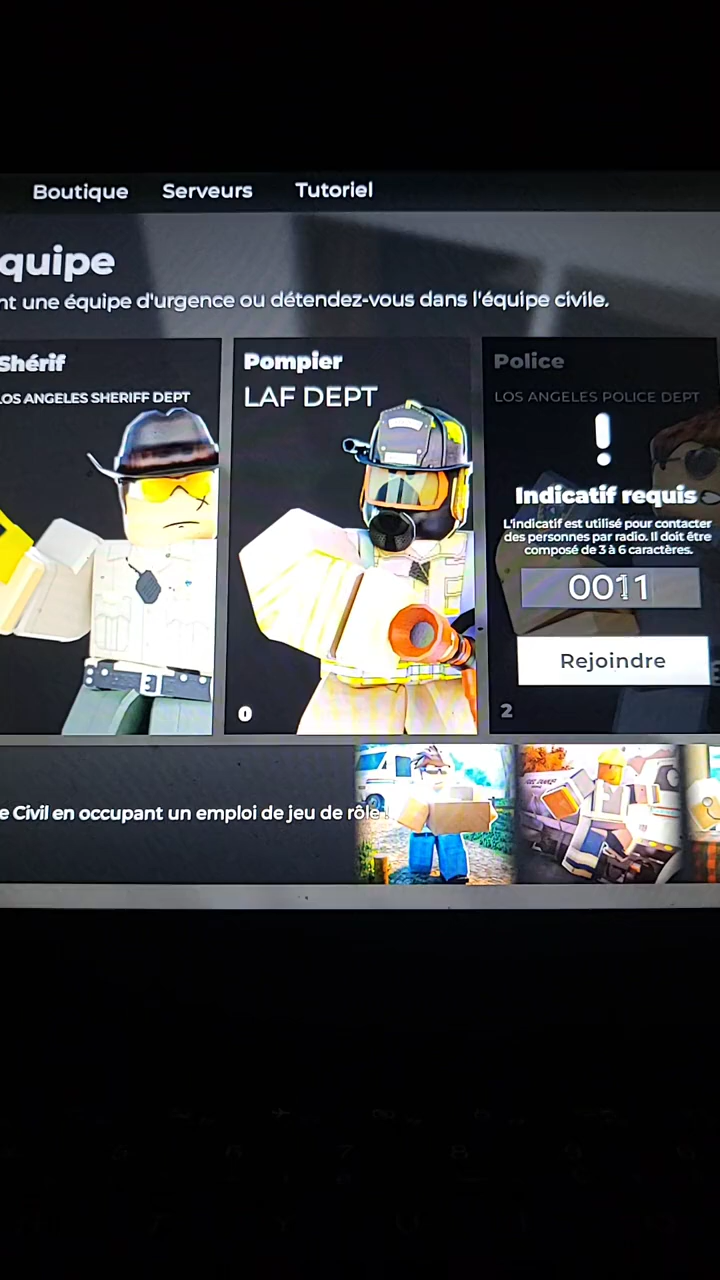 Boutique Serveurs Tutoriel
quipe
nt une équipe d'urgence ou détendez-vous dans l'équipe civile.
Shérif
LOS ANGELES SHERIFF DEPT
Pompier
LAF DEPT
0
Police
LOS ANGELES POLICE DEPT
!
Indicatif requis
L'indicatif est utilisé pour contacter
des personnes par radio. Il doit être
composé de 3 à 6 caractères.
0011
Rejoindre
2
e Civil en occupant un emploi de jeu de rôle